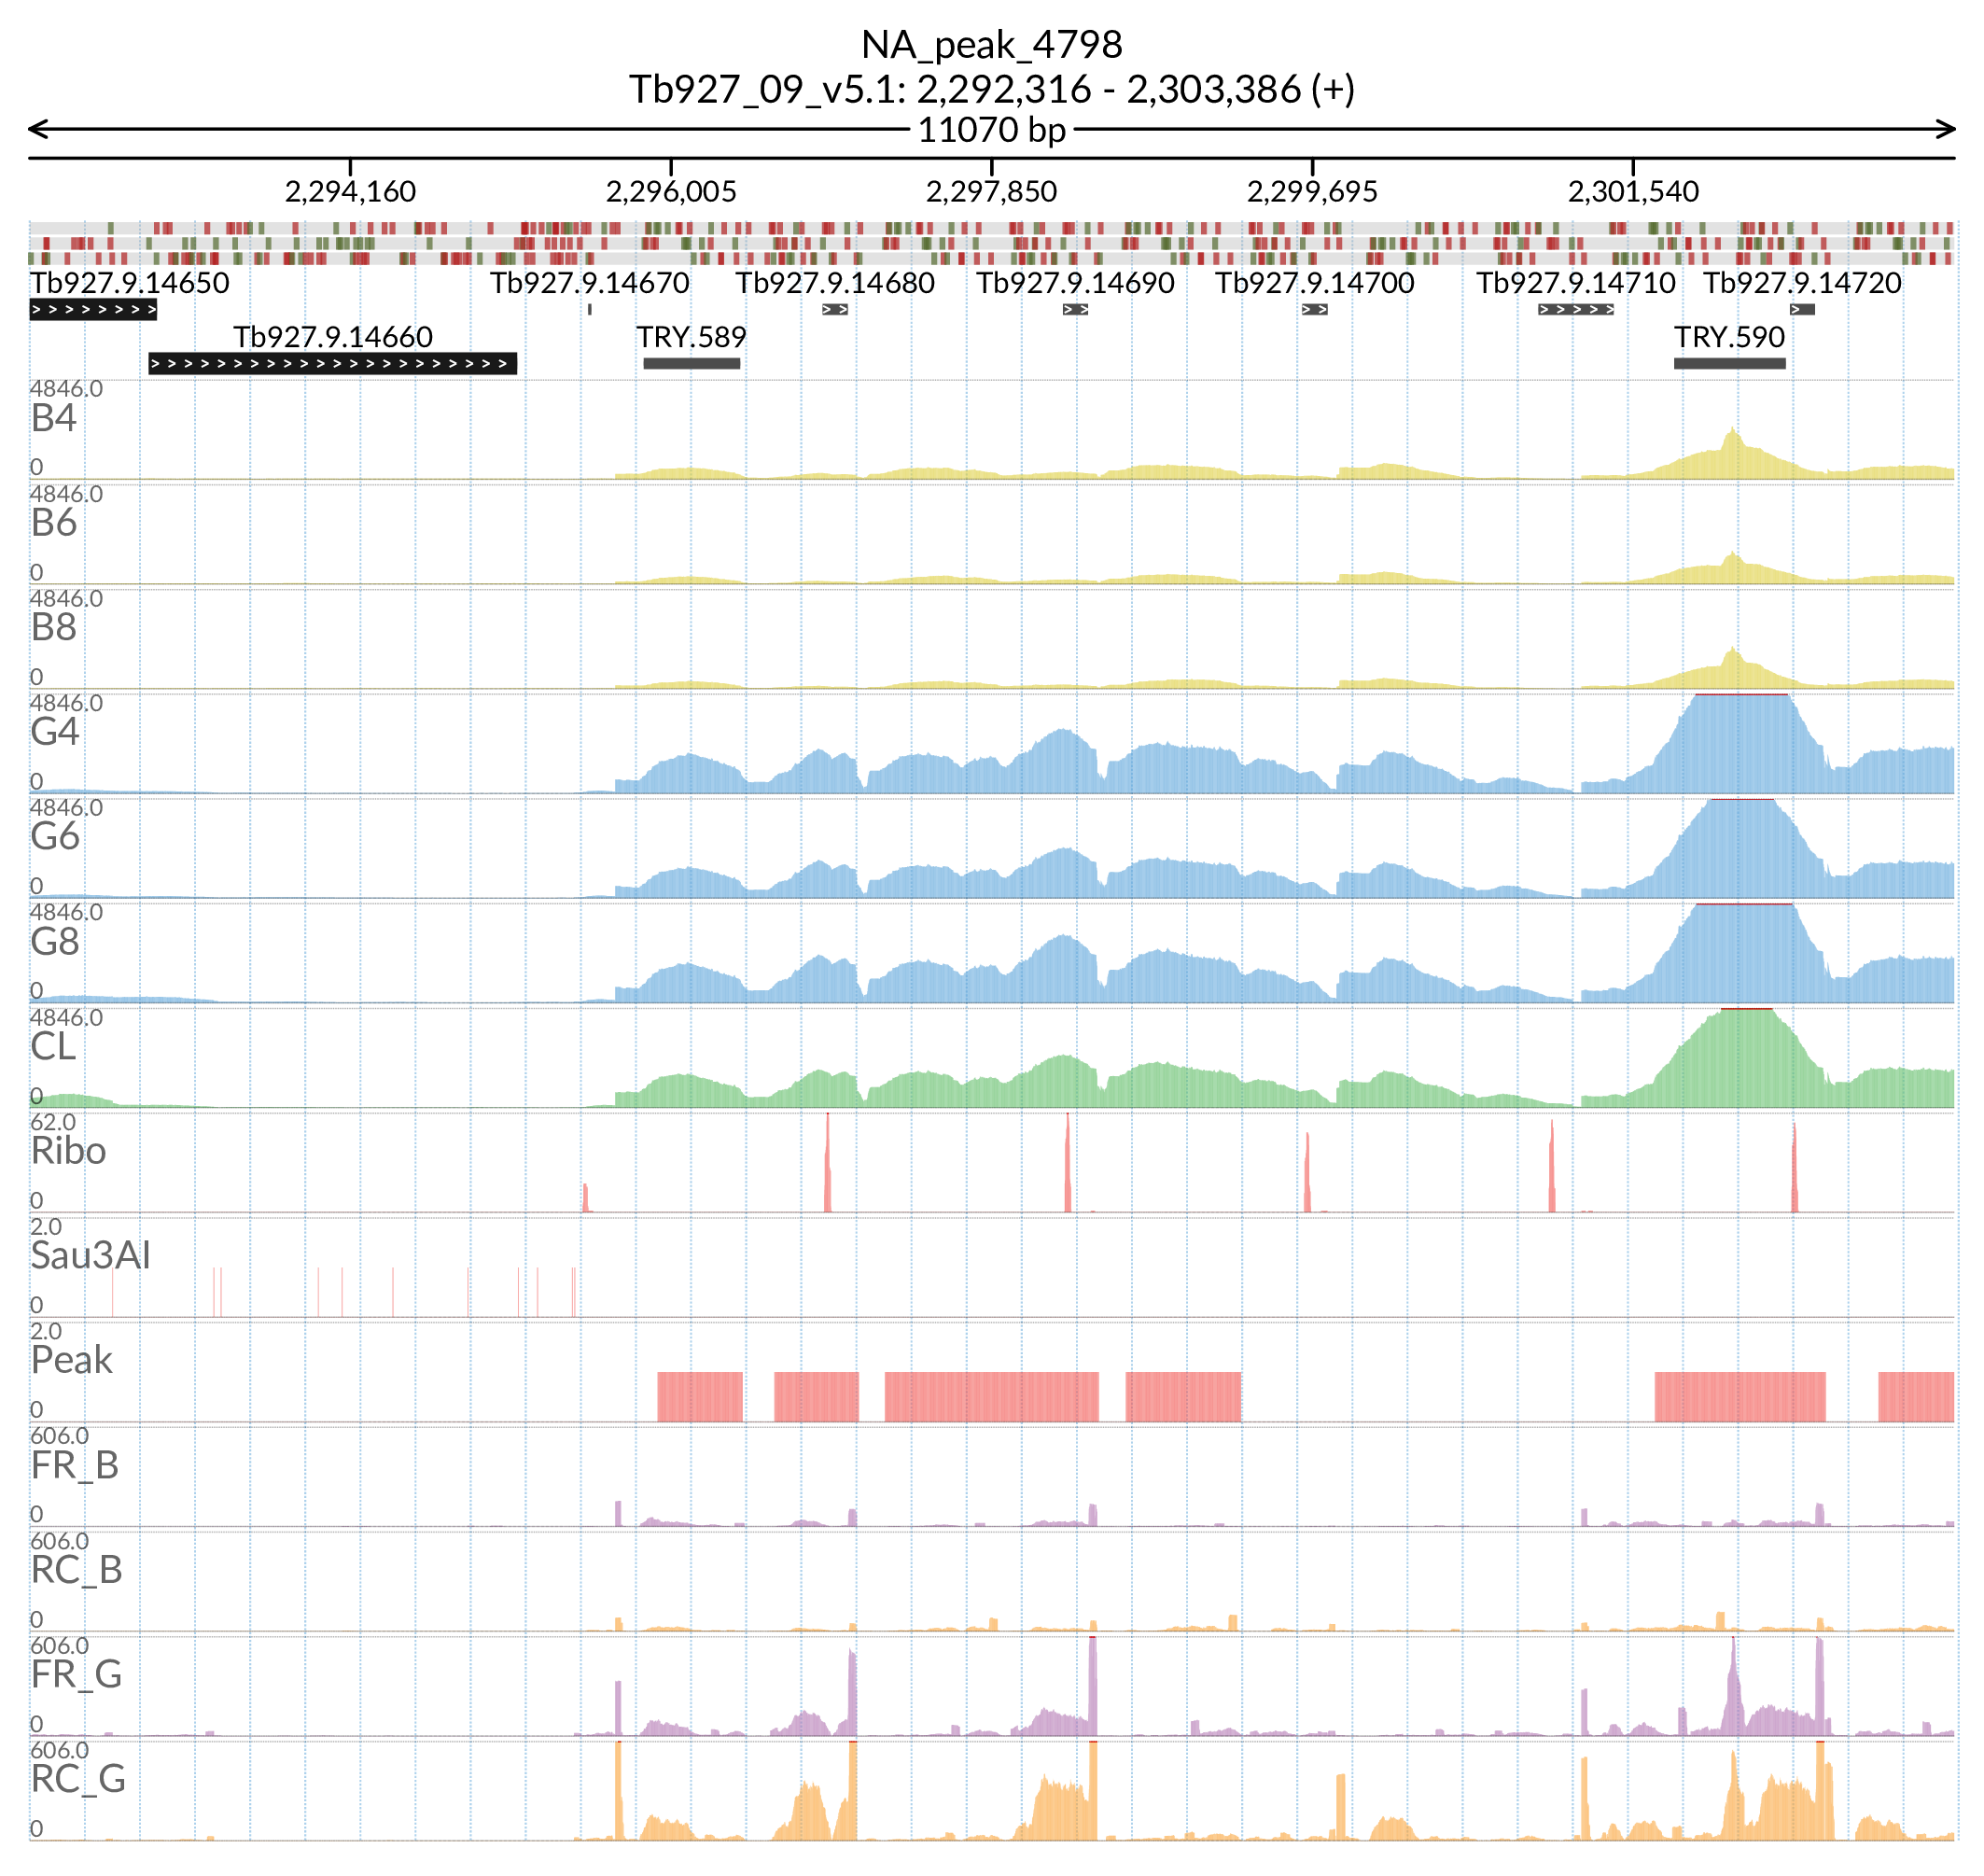 NA_peak_4798
Tb927_09_v5.1: 2,292,316 - 2,303,386 (+)
11070 bp
2,294,160 2,296,005 2,297,850 2,299,695 2,301,540
Tb927.9.14650 Tb927.9.14670 Tb927.9.14680 Tb927.9.14690 Tb927.9.14700 Tb927.9.14710 Tb927.9.14720
Tb927.9.14660 TRY.589 TRY.590
4846.0
B4
0
4846.0
B6
0
4846.0
B8
0
4846.0
G4
0
4846.0
G6
0
4846.0
G8
0
4846.0
CL
0
62.0
Ribo
0
2.0
Sau3AI
0
2.0
Peak
0
606.0
FR_B
0
606.0
RC_B
0
606.0
FR_G
0
606.0
RC_G
0